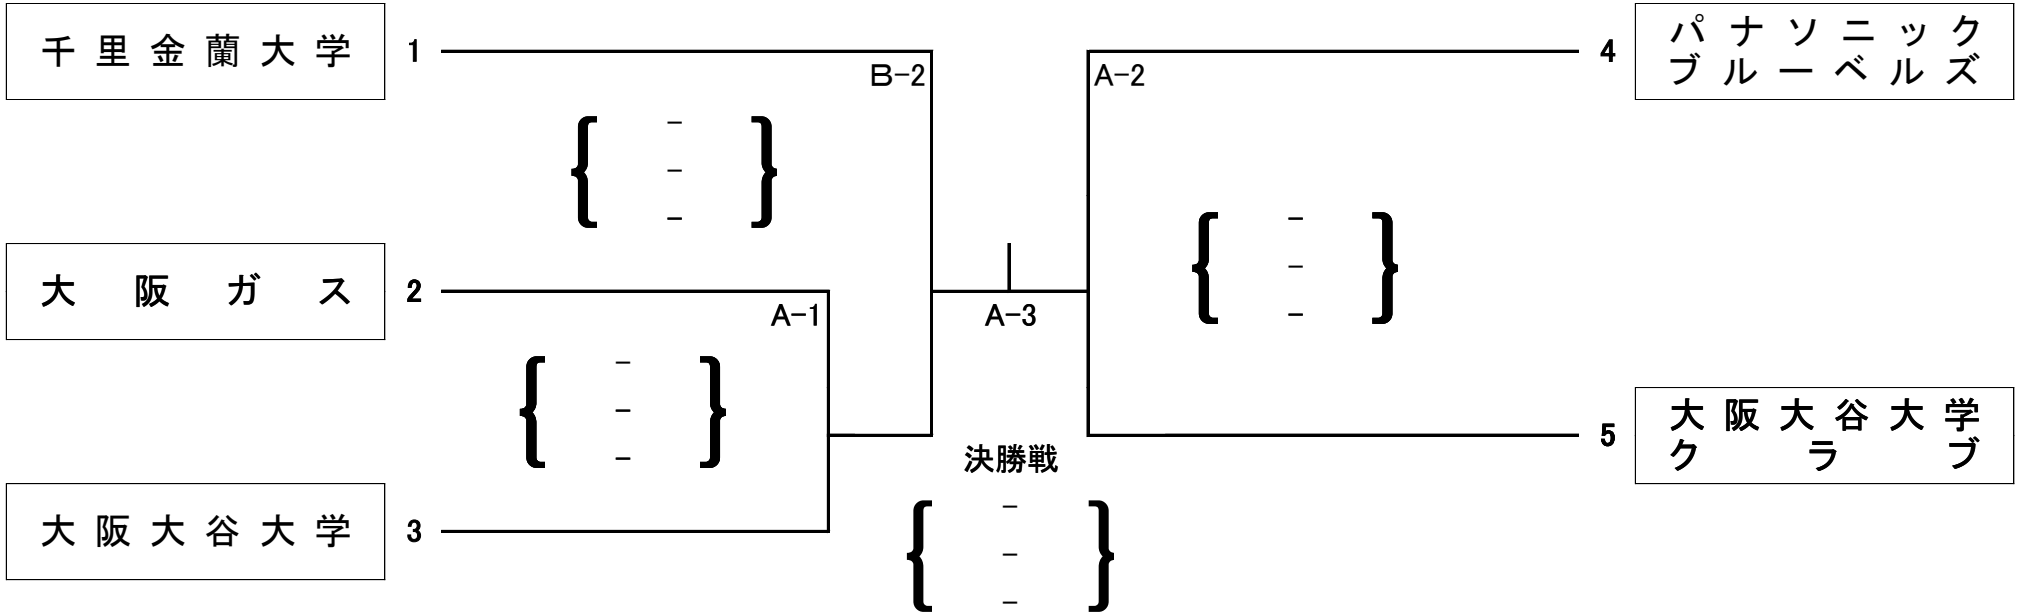 千里金蘭大学 1
4 パナソニック
ブルーベルズ
B-2
A-2
{ - }
-
-
大阪ガス 2
A-1
A-3
{ - }
-
-
{ - }
-
-
大阪大谷大学 3
5 大阪大谷大学
クラブ
決勝戦
{ - }
-
-